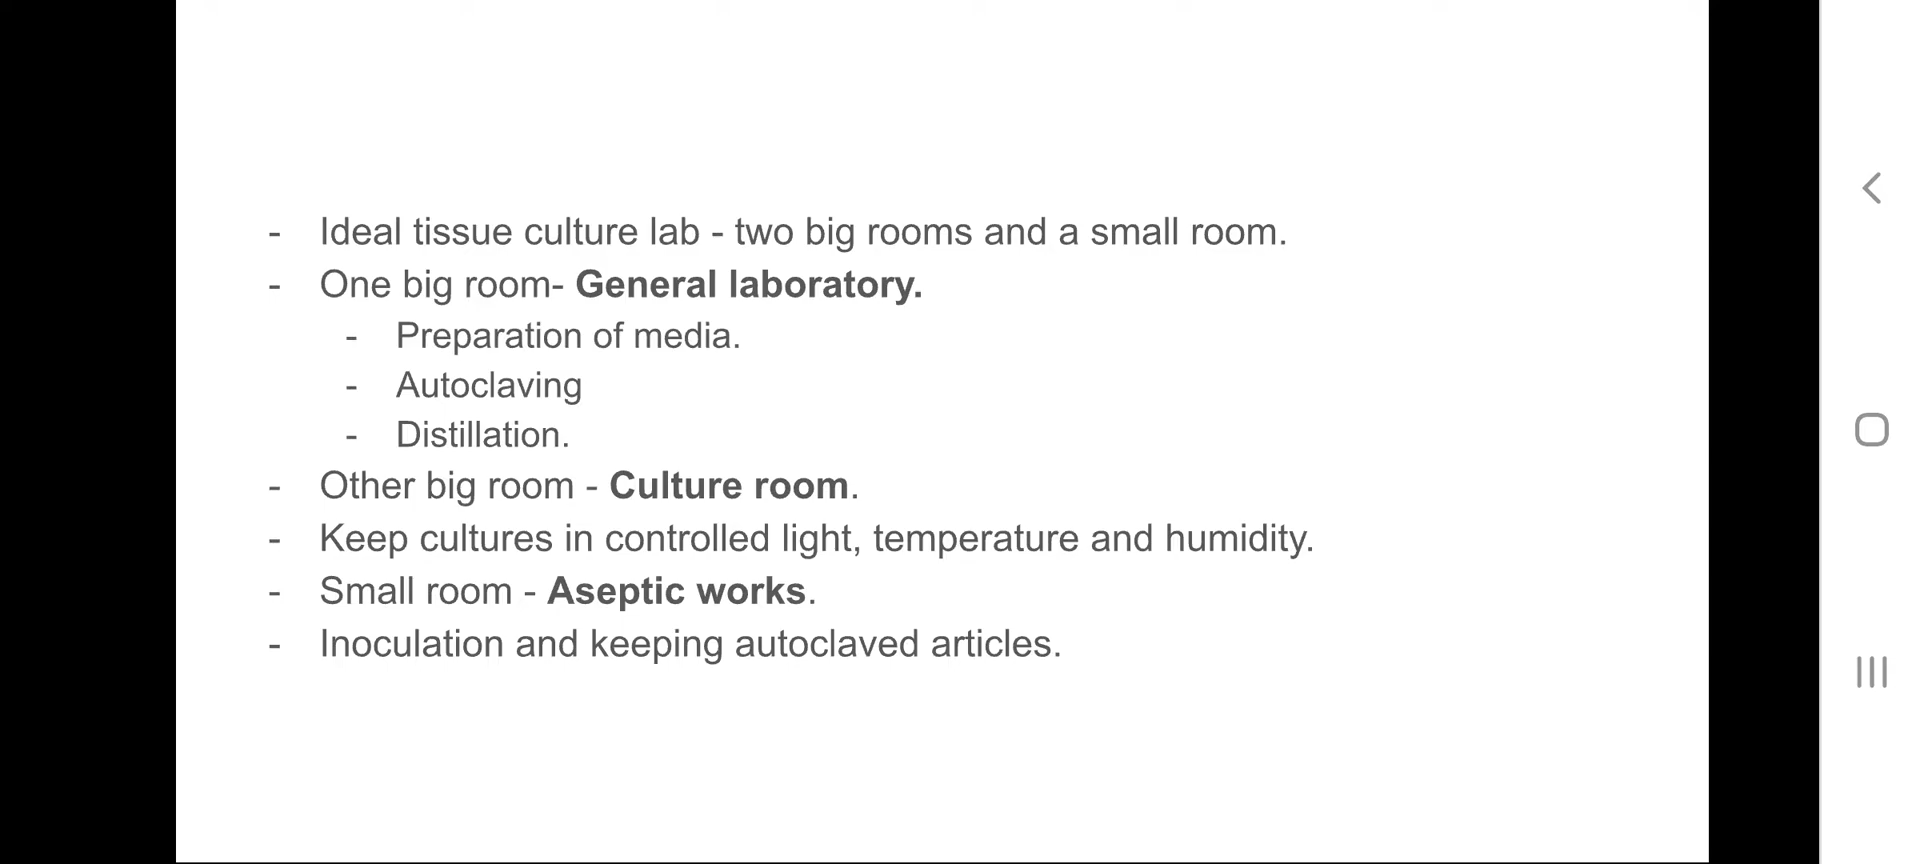 - Ideal tissue culture lab - two big rooms and a small room.
- One big room- General laboratory.
- Preparation of media.
- Autoclaving
- Distillation.
- Other big room - Culture room.
- Keep cultures in controlled light, temperature and humidity.
- Small room - Aseptic works.
- Inoculation and keeping autoclaved articles.